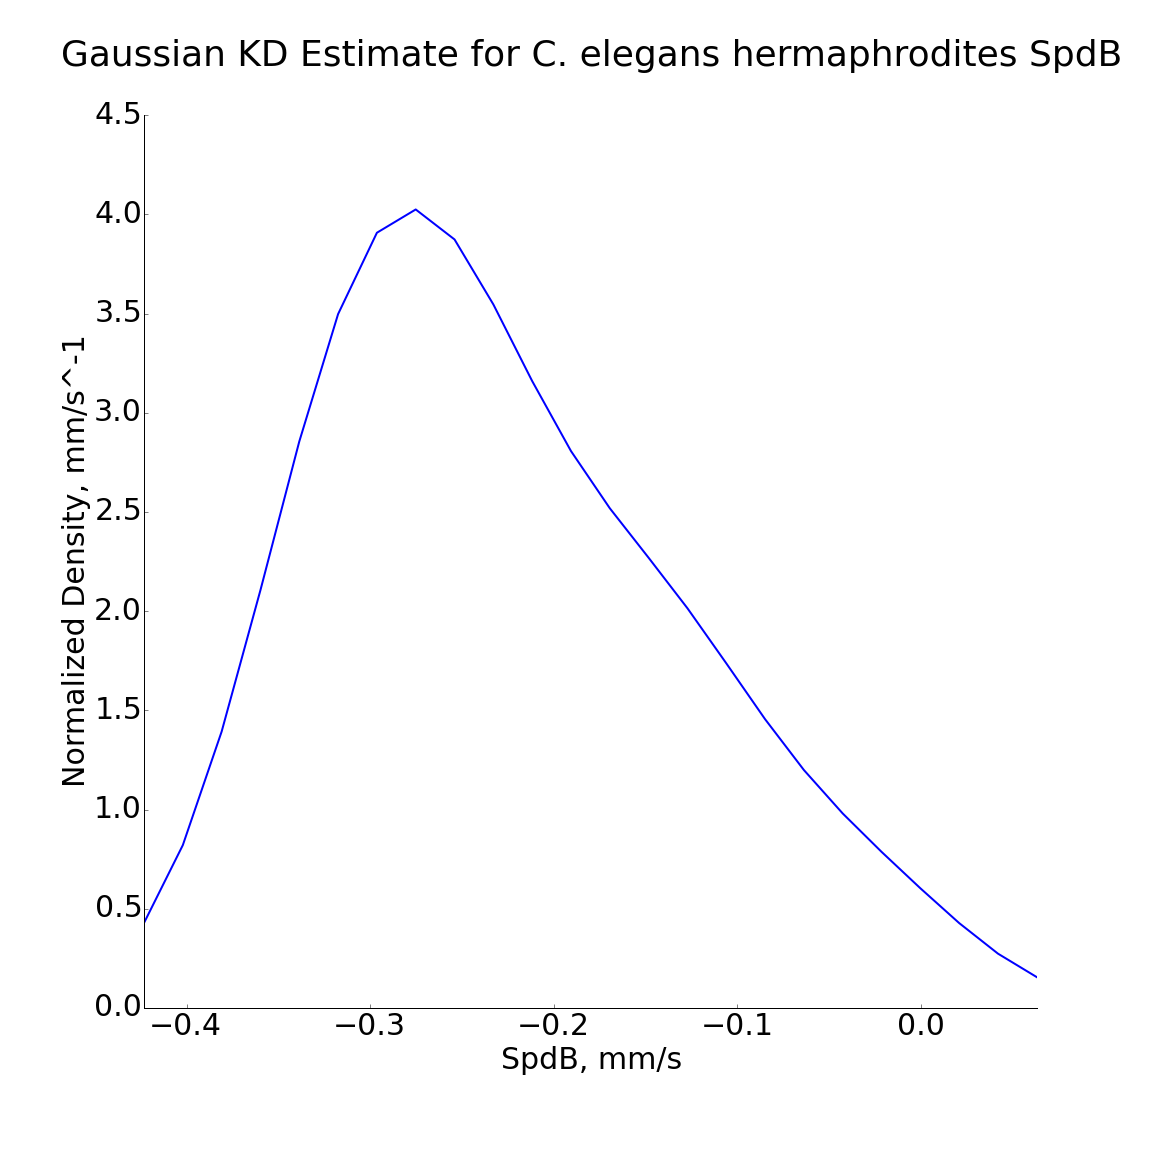 Gaussian KD Estimate for C. elegans hermaphrodites SpdB
4.5
4.0
3.5
3.0
2.5
2.0
1.5
1.0
0.5
0.0
Normalized Density, mm/s^-1
−0.4 −0.3 −0.2 −0.1 0.0
SpdB, mm/s